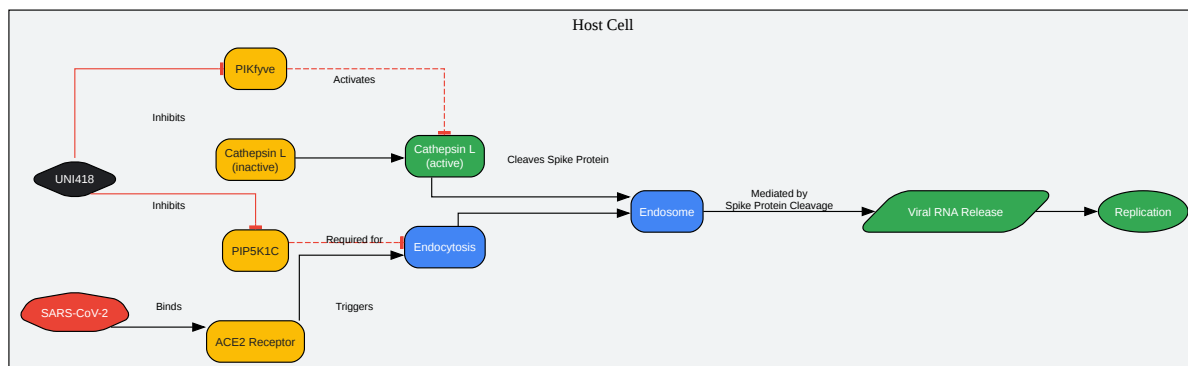 Host Cell
PIKfyve
Activates
Inhibits
Cathepsin L
(inactive)
Cathepsin L
(active)
Cleaves Spike Protein
UNI418
Inhibits
Endosome
Mediated by
Spike Protein Cleavage
Viral RNA Release
Replication
PIP5K1C
Required for
Endocytosis
SARS-CoV-2
Binds
Triggers
ACE2 Receptor